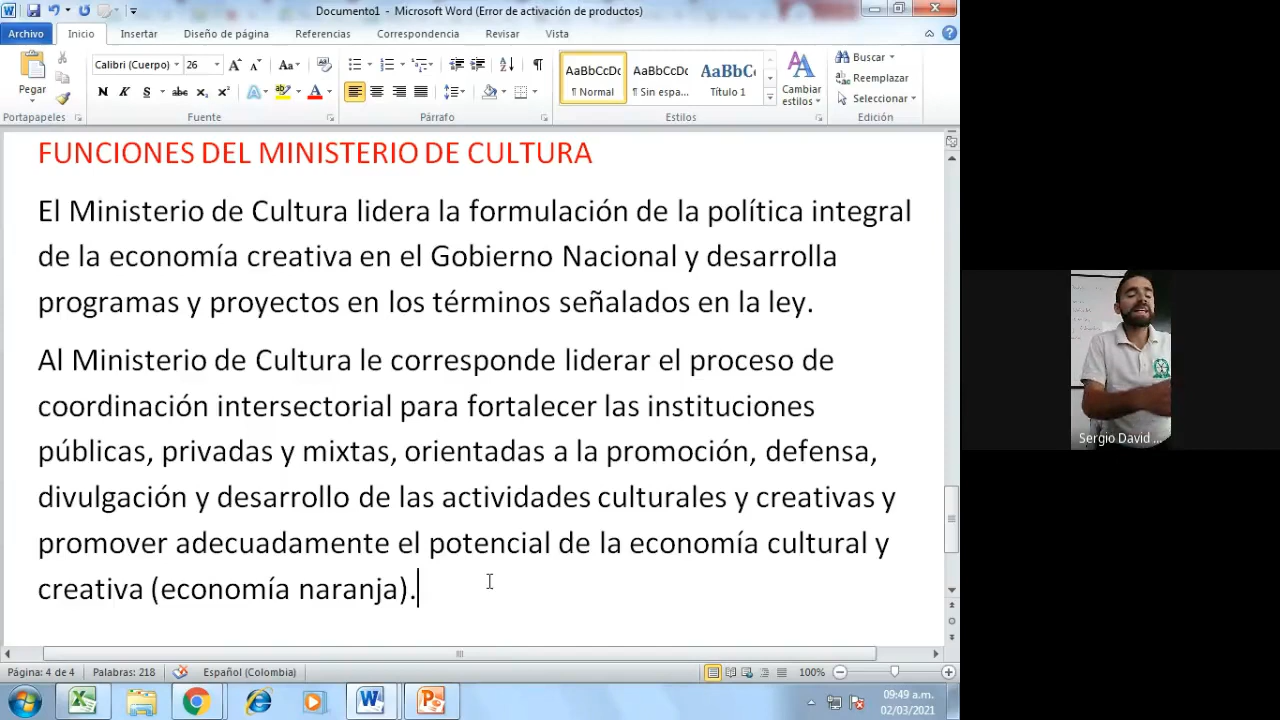 Documento1 - Microsoft Word (Error de activación de productos)
Archivo Inicio Insertar Diseño de página Referencias Correspondencia Revisar Vista
Pegar
Calibri (Cuerpo) 26
AaBbCcDc AaBbCcDc AaBbC
¶ Normal ¶ Sin espa... Título 1
Cambiar estilos
Buscar
Reemplazar
Seleccionar
Portapapeles Fuente Párrafo Estilos Edición
FUNCIONES DEL MINISTERIO DE CULTURA
El Ministerio de Cultura lidera la formulación de la política integral
de la economía creativa en el Gobierno Nacional y desarrolla
programas y proyectos en los términos señalados en la ley.
Al Ministerio de Cultura le corresponde liderar el proceso de
coordinación intersectorial para fortalecer las instituciones
públicas, privadas y mixtas, orientadas a la promoción, defensa,
divulgación y desarrollo de las actividades culturales y creativas y
promover adecuadamente el potencial de la economía cultural y
creativa (economía naranja).
Sergio David ...
Página: 4 de 4 Palabras: 218 Español (Colombia) 100%
09:49 a.m.
02/03/2021